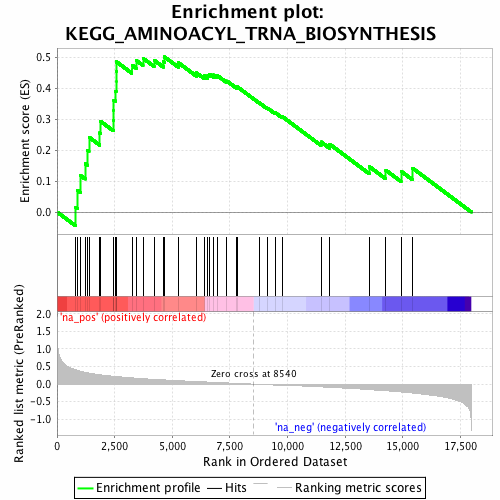 Enrichment plot:
KEGG_AMINOACYL_TRNA_BIOSYNTHESIS
Enrichment score (ES)
0.5
0.4
0.3
0.2
0.1
0.0
'na_pos' (positively correlated)
Ranked list metric (PreRanked)
2.0
1.5
1.0
0.5
0.0
-0.5
-1.0
Zero cross at 8540
'na_neg' (negatively correlated)
0 2,500 5,000 7,500 10,000 12,500 15,000 17,500
Rank in Ordered Dataset
Enrichment profile Hits Ranking metric scores